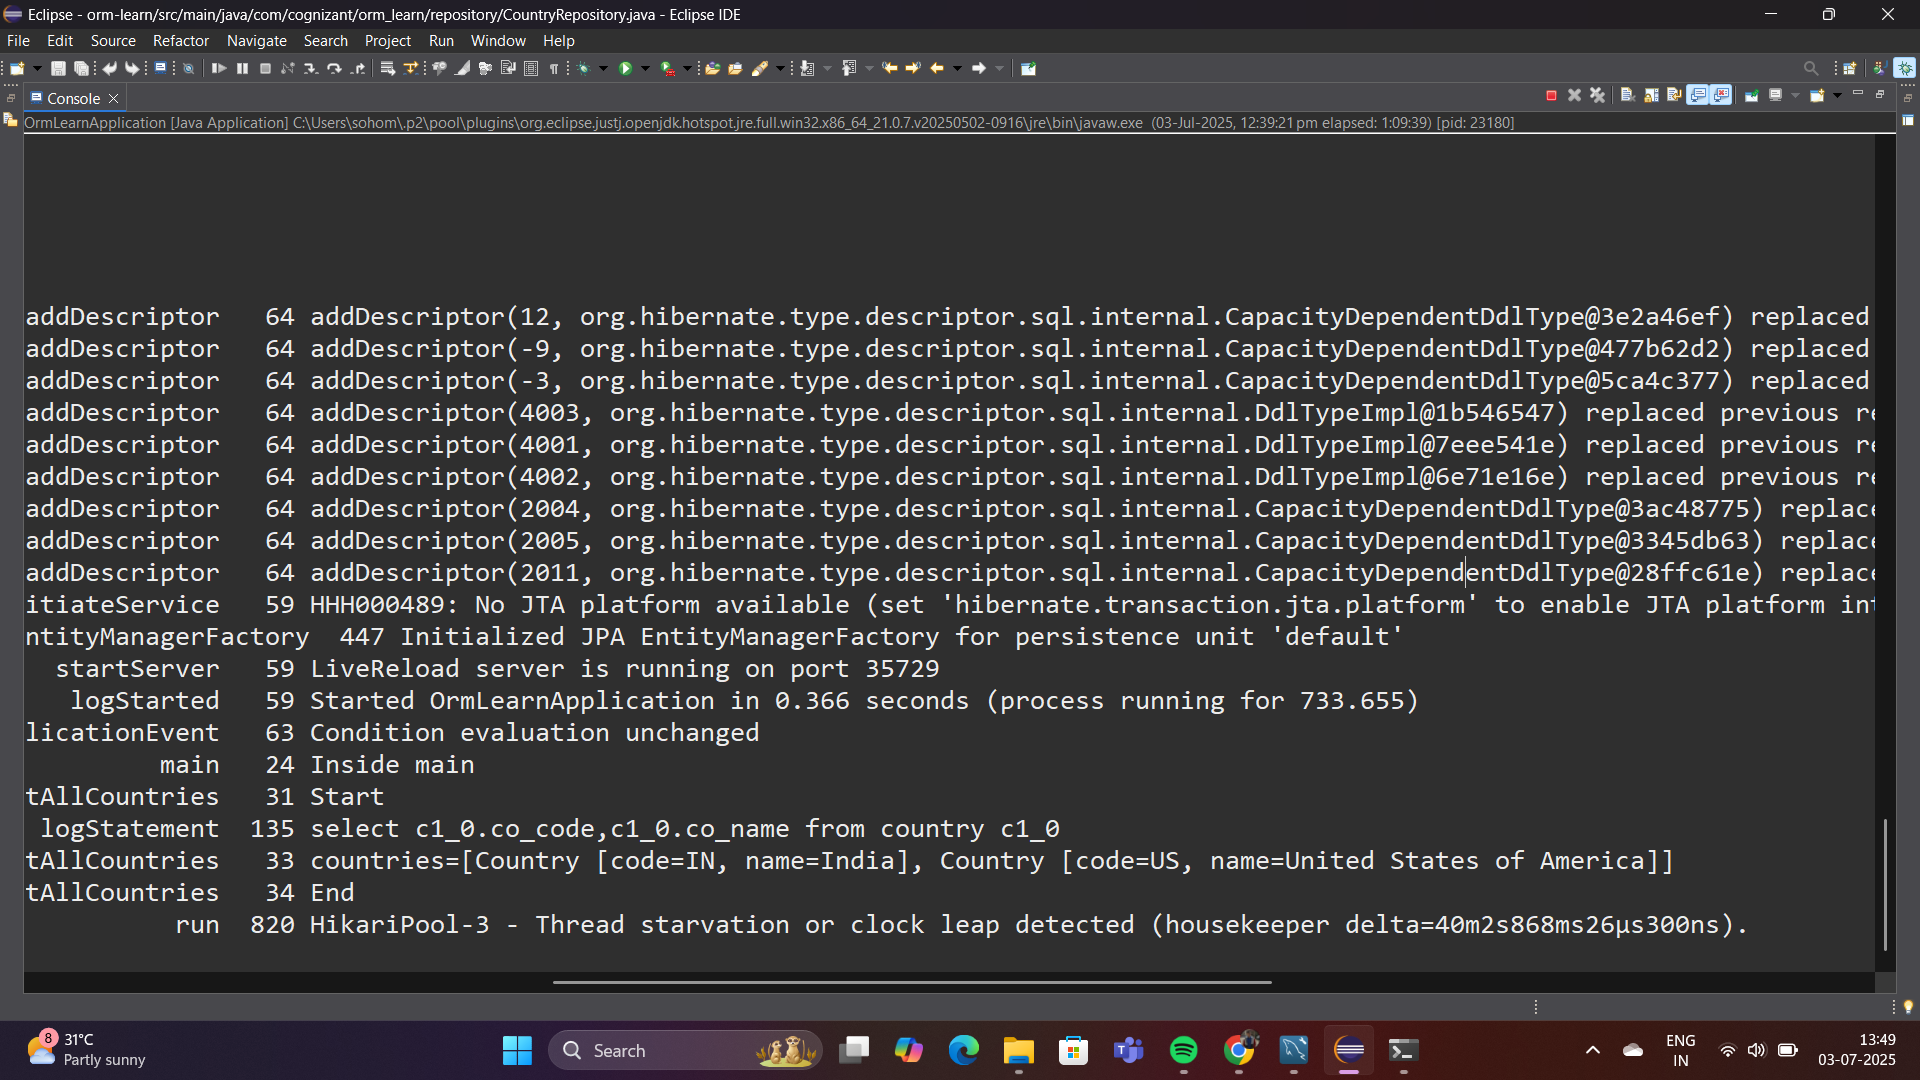 Eclipse - orm-learn/src/main/java/com/cognizant/orm_learn/repository/CountryRepository.java - Eclipse IDE
File Edit Source Refactor Navigate Search Project Run Window Help
Console
OrmLearnApplication [Java Application] C:\Users\sohom\.p2\pool\plugins\org.eclipse.justj.openjdk.hotspot.jre.full.win32.x86_64_21.0.7.v20250502-0916\jre\bin\javaw.exe (03-Jul-2025, 12:39:21 pm elapsed: 1:09:39) [pid: 23180]
addDescriptor 64 addDescriptor(12, org.hibernate.type.descriptor.sql.internal.CapacityDependentDdlType@3e2a46ef) replaced
addDescriptor 64 addDescriptor(-9, org.hibernate.type.descriptor.sql.internal.CapacityDependentDdlType@477b62d2) replaced
addDescriptor 64 addDescriptor(-3, org.hibernate.type.descriptor.sql.internal.CapacityDependentDdlType@5ca4c377) replaced
addDescriptor 64 addDescriptor(4003, org.hibernate.type.descriptor.sql.internal.DdlTypeImpl@1b546547) replaced previous re
addDescriptor 64 addDescriptor(4001, org.hibernate.type.descriptor.sql.internal.DdlTypeImpl@7eee541e) replaced previous re
addDescriptor 64 addDescriptor(4002, org.hibernate.type.descriptor.sql.internal.DdlTypeImpl@6e71e16e) replaced previous re
addDescriptor 64 addDescriptor(2004, org.hibernate.type.descriptor.sql.internal.CapacityDependentDdlType@3ac48775) replace
addDescriptor 64 addDescriptor(2005, org.hibernate.type.descriptor.sql.internal.CapacityDependentDdlType@3345db63) replace
addDescriptor 64 addDescriptor(2011, org.hibernate.type.descriptor.sql.internal.CapacityDependentDdlType@28ffc61e) replace
itiateService 59 HHH000489: No JTA platform available (set 'hibernate.transaction.jta.platform' to enable JTA platform int
ntityManagerFactory 447 Initialized JPA EntityManagerFactory for persistence unit 'default'
startServer 59 LiveReload server is running on port 35729
logStarted 59 Started OrmLearnApplication in 0.366 seconds (process running for 733.655)
licationEvent 63 Condition evaluation unchanged
main 24 Inside main
tAllCountries 31 Start
logStatement 135 select c1_0.co_code,c1_0.co_name from country c1_0
tAllCountries 33 countries=[Country [code=IN, name=India], Country [code=US, name=United States of America]]
tAllCountries 34 End
run 820 HikariPool-3 - Thread starvation or clock leap detected (housekeeper delta=40m2s868ms26µs300ns).
8
31°C
Partly sunny
Search
ENG
IN
13:49
03-07-2025